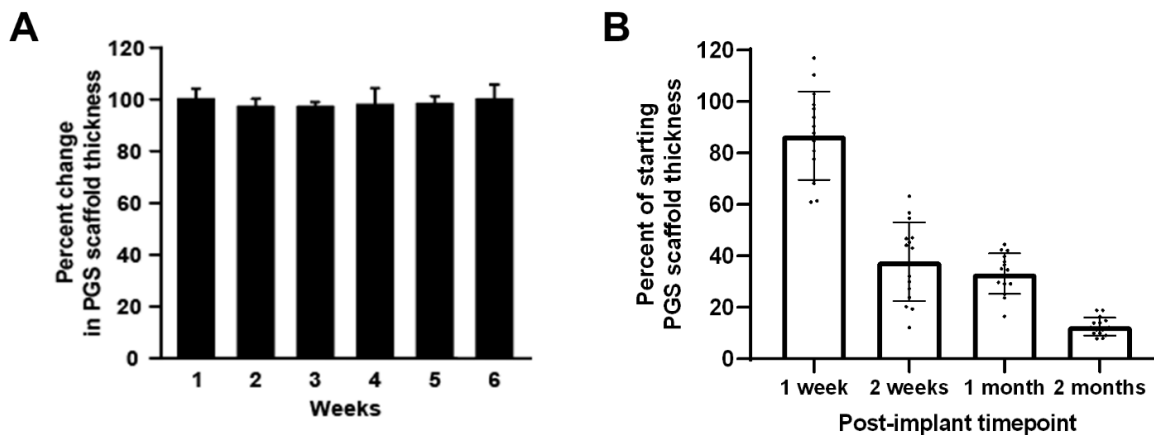 A
Percent change
in PGS scaffold thickness
120
100
80
60
40
20
0
1 2 3 4 5 6
Weeks
B
Percent of starting
PGS scaffold thickness
120
100
80
60
40
20
0
1 week 2 weeks 1 month 2 months
Post-implant timepoint